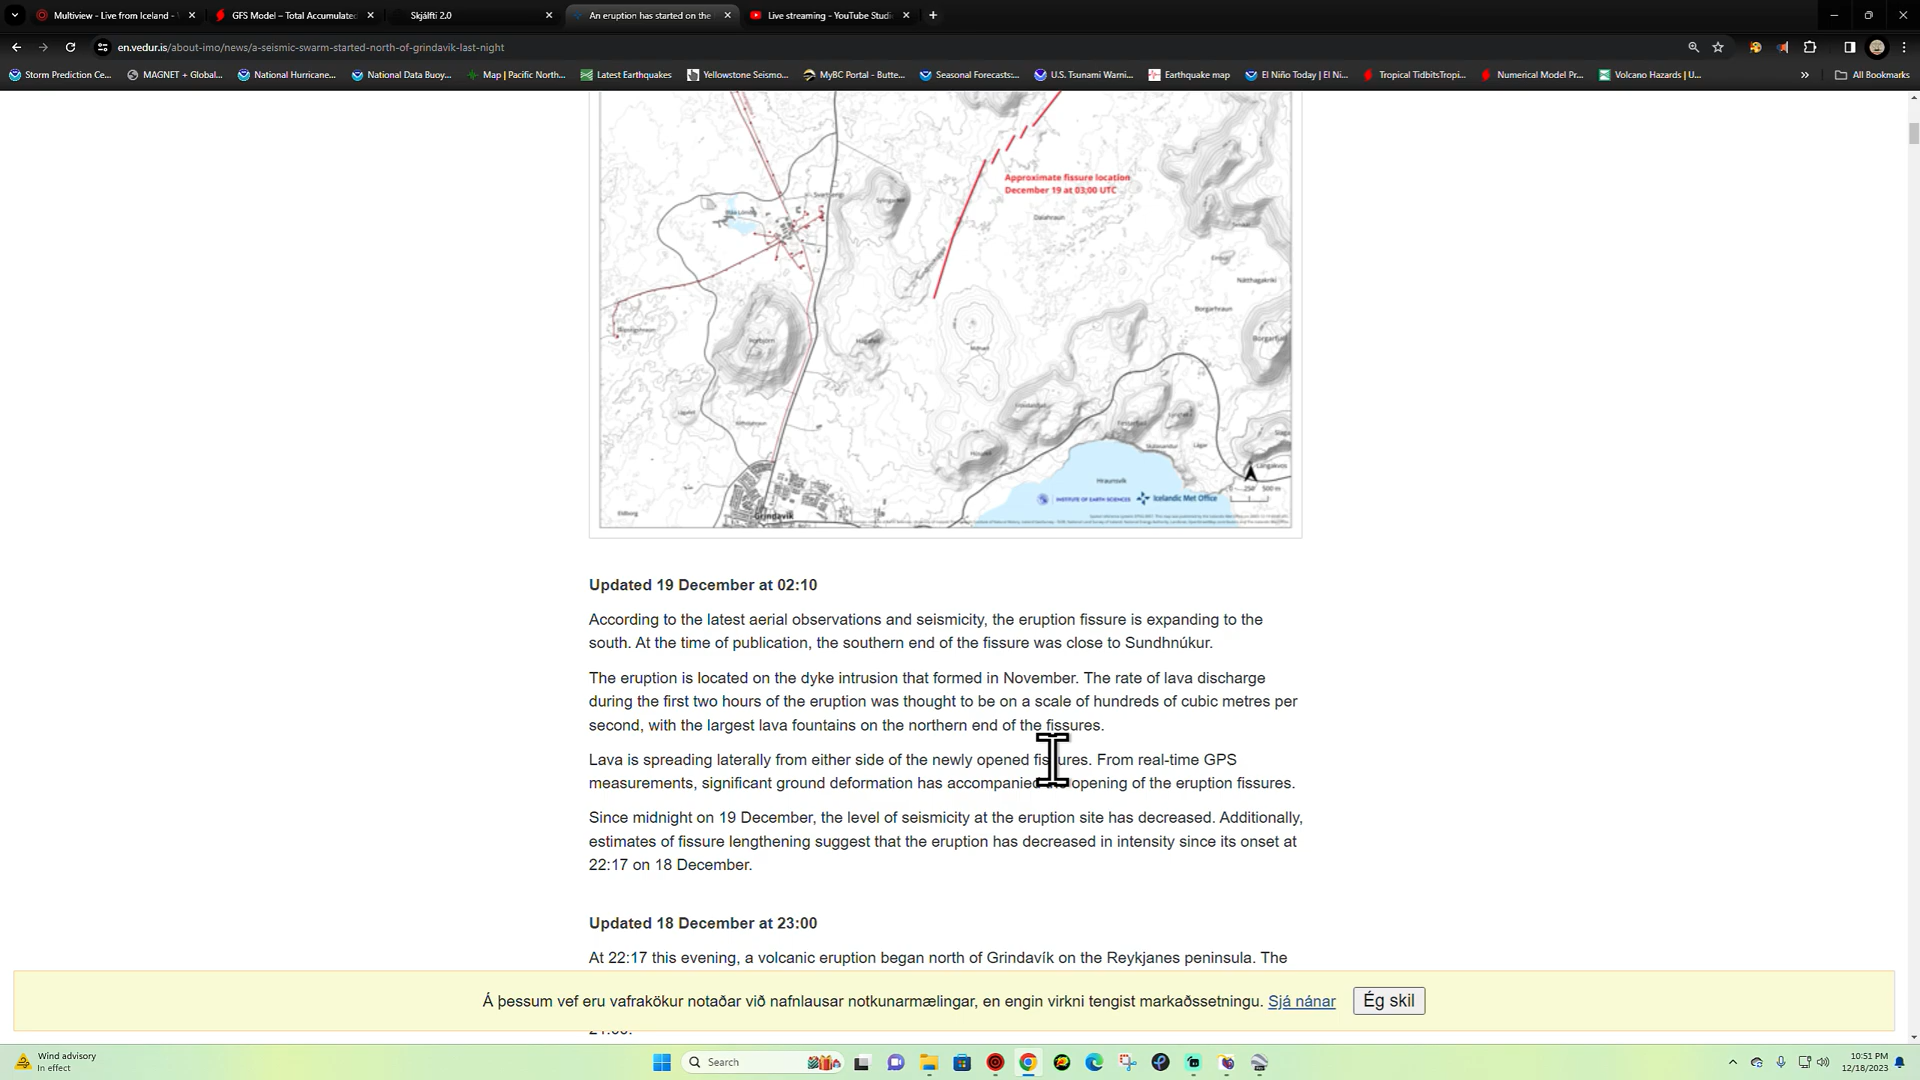 Multiview - Live from Iceland -
GFS Model – Total Accumulated
Skjálfti 2.0
An eruption has started on the
Live streaming - YouTube Studi
en.vedur.is/about-imo/news/a-seismic-swarm-started-north-of-grindavik-last-night
Storm Prediction Ce...
MAGNET + Global...
National Hurricane...
National Data Buoy...
Map | Pacific North...
Latest Earthquakes
Yellowstone Seismo...
MyBC Portal - Butte...
Seasonal Forecasts:...
U.S. Tsunami Warni...
Earthquake map
El Niño Today | El Ni...
Tropical TidbitsTropi...
Numerical Model Pr...
Volcano Hazards | U...
All Bookmarks
Approximate fissure location
December 19 at 03:00 UTC
Dalahraun
Nátthagakriki
Borgarhraun
Hraunsvík
INSTITUTE OF EARTH SCIENCES
Icelandic Met Office
250 500 m
Grindavík
Updated 19 December at 02:10
According to the latest aerial observations and seismicity, the eruption fissure is expanding to the
south. At the time of publication, the southern end of the fissure was close to Sundhnúkur.
The eruption is located on the dyke intrusion that formed in November. The rate of lava discharge
during the first two hours of the eruption was thought to be on a scale of hundreds of cubic metres per
second, with the largest lava fountains on the northern end of the fissures.
Lava is spreading laterally from either side of the newly opened fissures. From real-time GPS
measurements, significant ground deformation has accompanied opening of the eruption fissures.
Since midnight on 19 December, the level of seismicity at the eruption site has decreased. Additionally,
estimates of fissure lengthening suggest that the eruption has decreased in intensity since its onset at
22:17 on 18 December.
Updated 18 December at 23:00
At 22:17 this evening, a volcanic eruption began north of Grindavík on the Reykjanes peninsula. The
Á þessum vef eru vafrakökur notaðar við nafnlausar notkunarmælingar, en engin virkni tengist markaðssetningu. Sjá nánar
Ég skil
21:00.
Wind advisory
In effect
Search
10:51 PM
12/18/2023